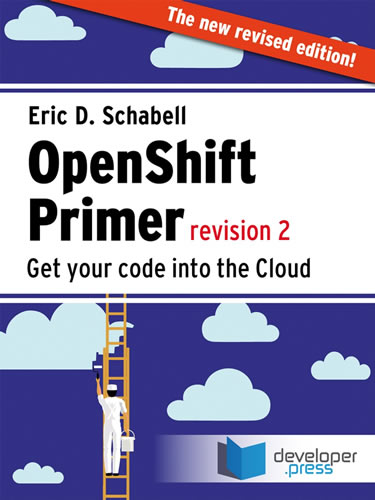 The new revised edition!
Eric D. Schabell
OpenShift
Primer revision 2
Get your code into the Cloud
developer
.press